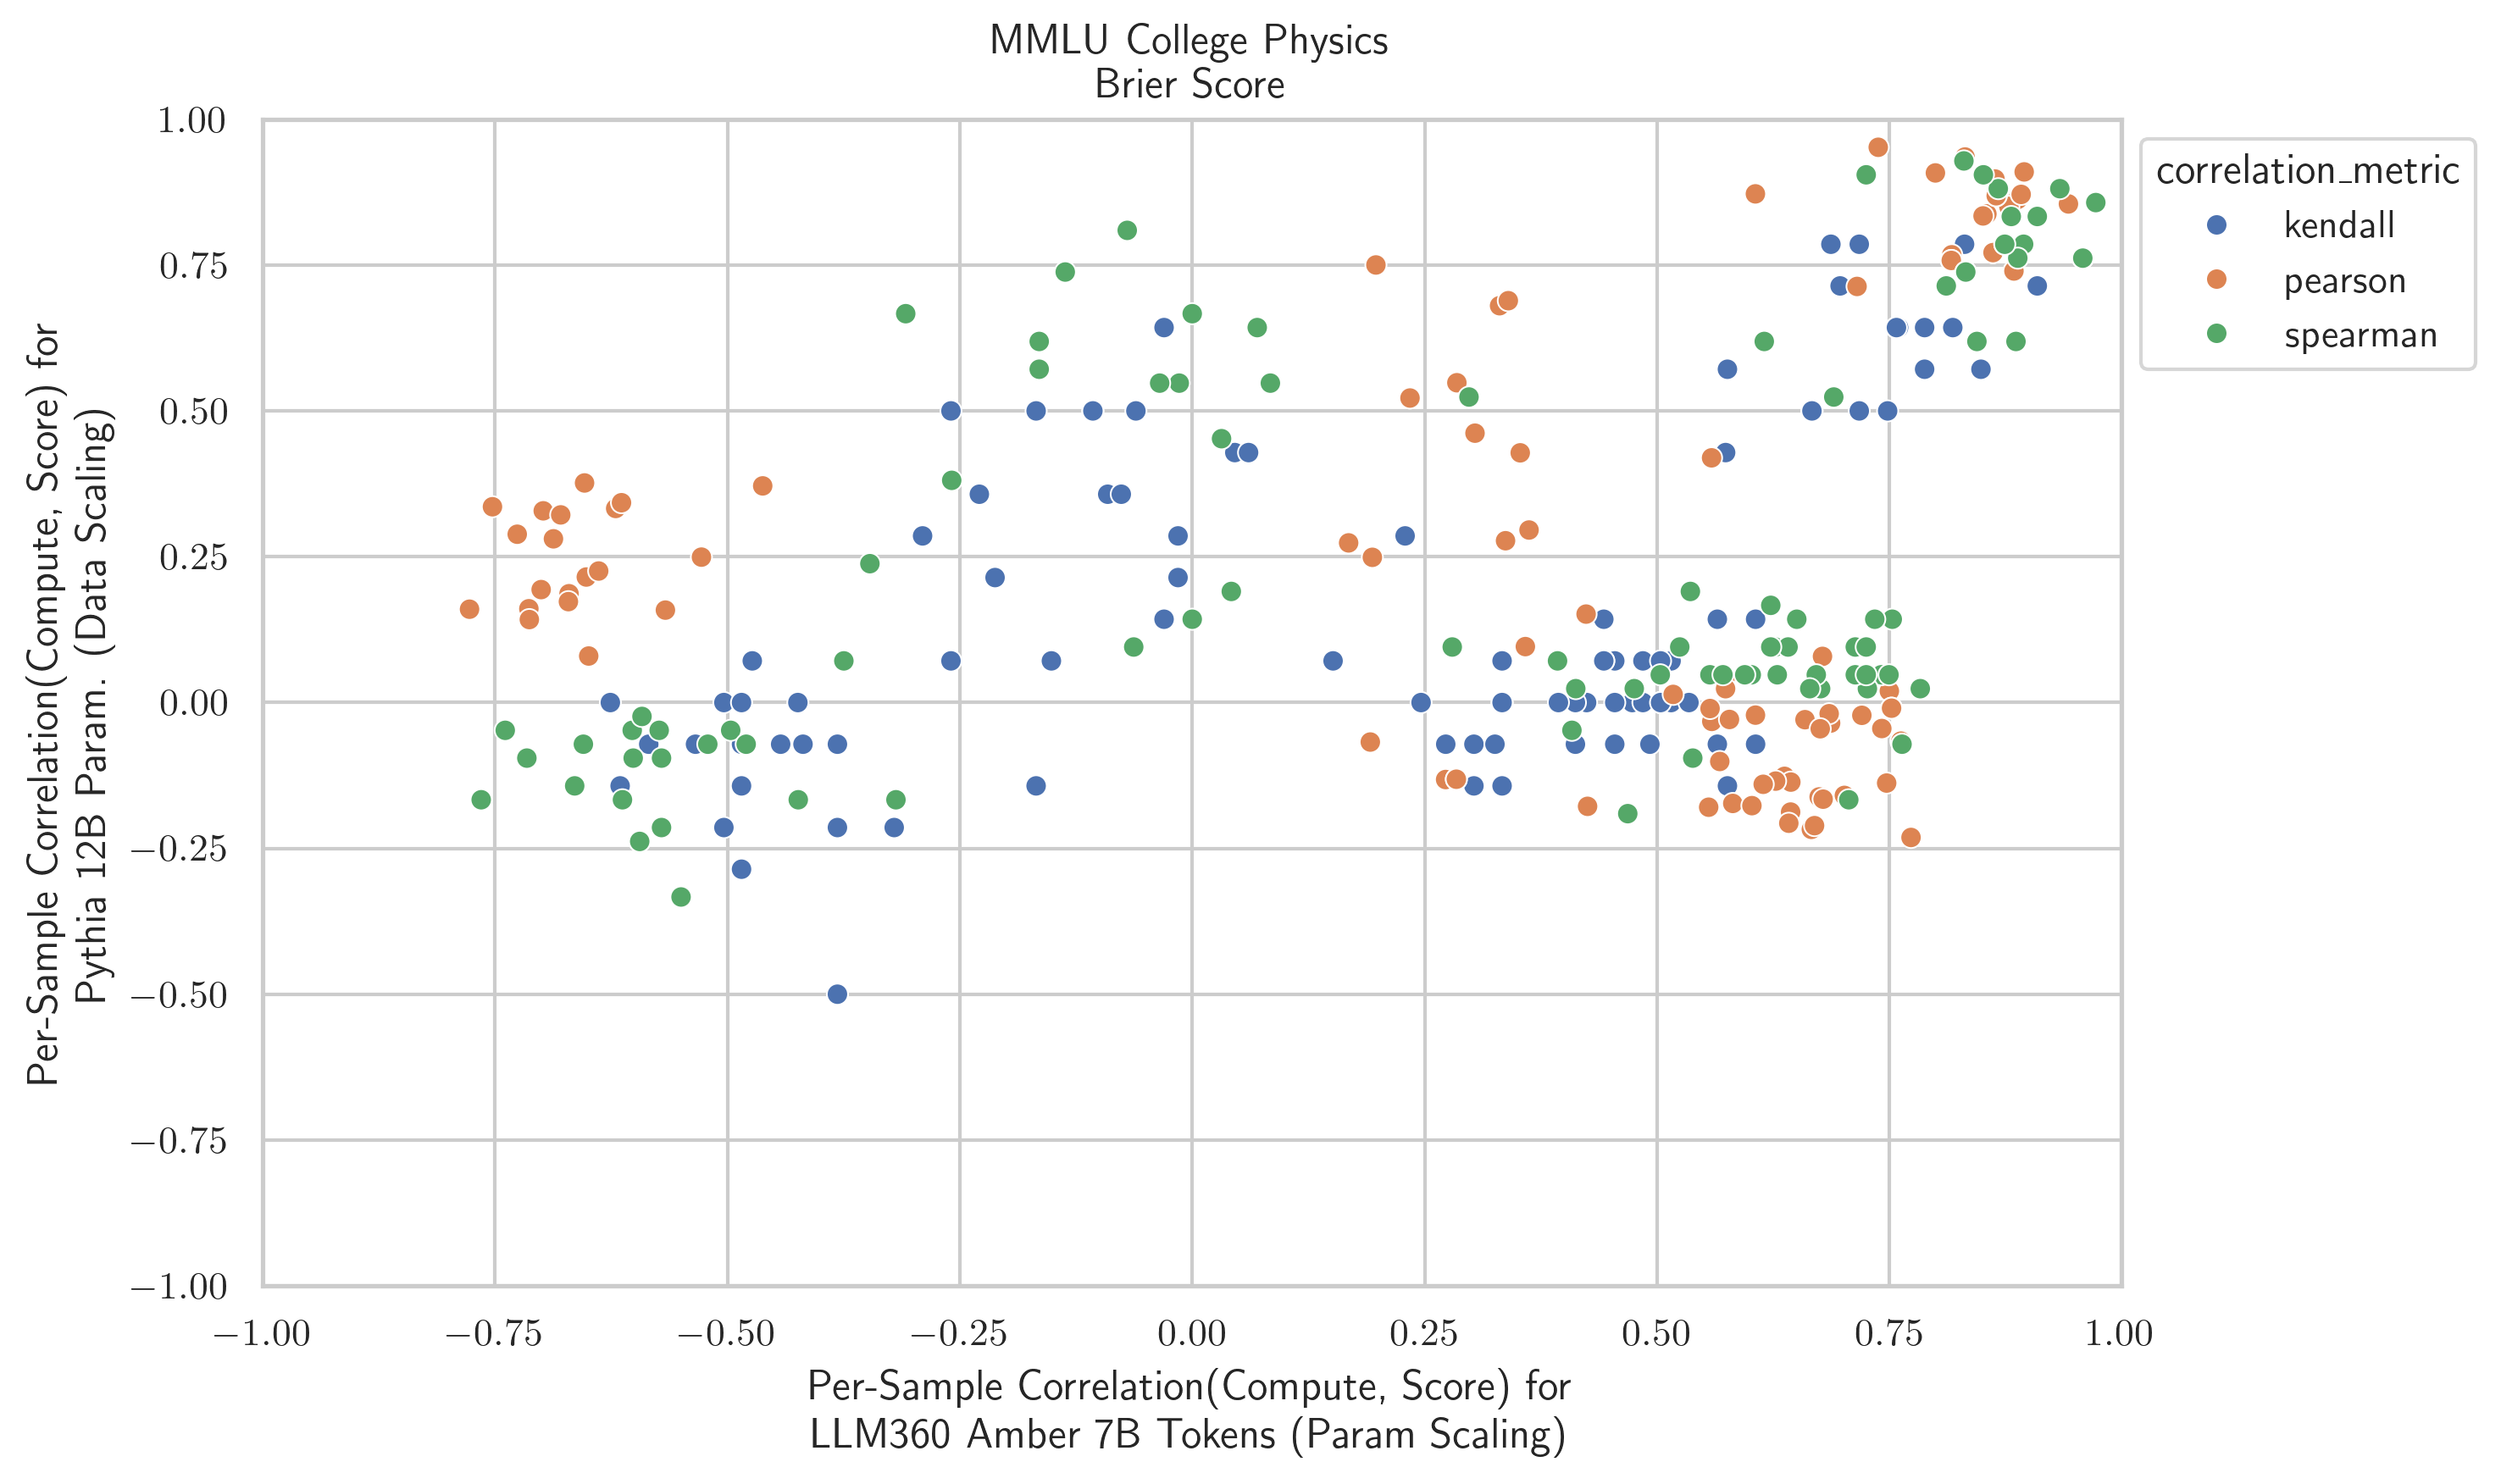 MMLU College Physics
Brier Score
Per-Sample Correlation(Compute, Score) for
Pythia 12B Param. (Data Scaling)
1.00
0.75
0.50
0.25
0.00
−0.25
−0.50
−0.75
−1.00
−1.00 −0.75 −0.50 −0.25 0.00 0.25 0.50 0.75 1.00
Per-Sample Correlation(Compute, Score) for
LLM360 Amber 7B Tokens (Param Scaling)
correlation_metric
kendall
pearson
spearman